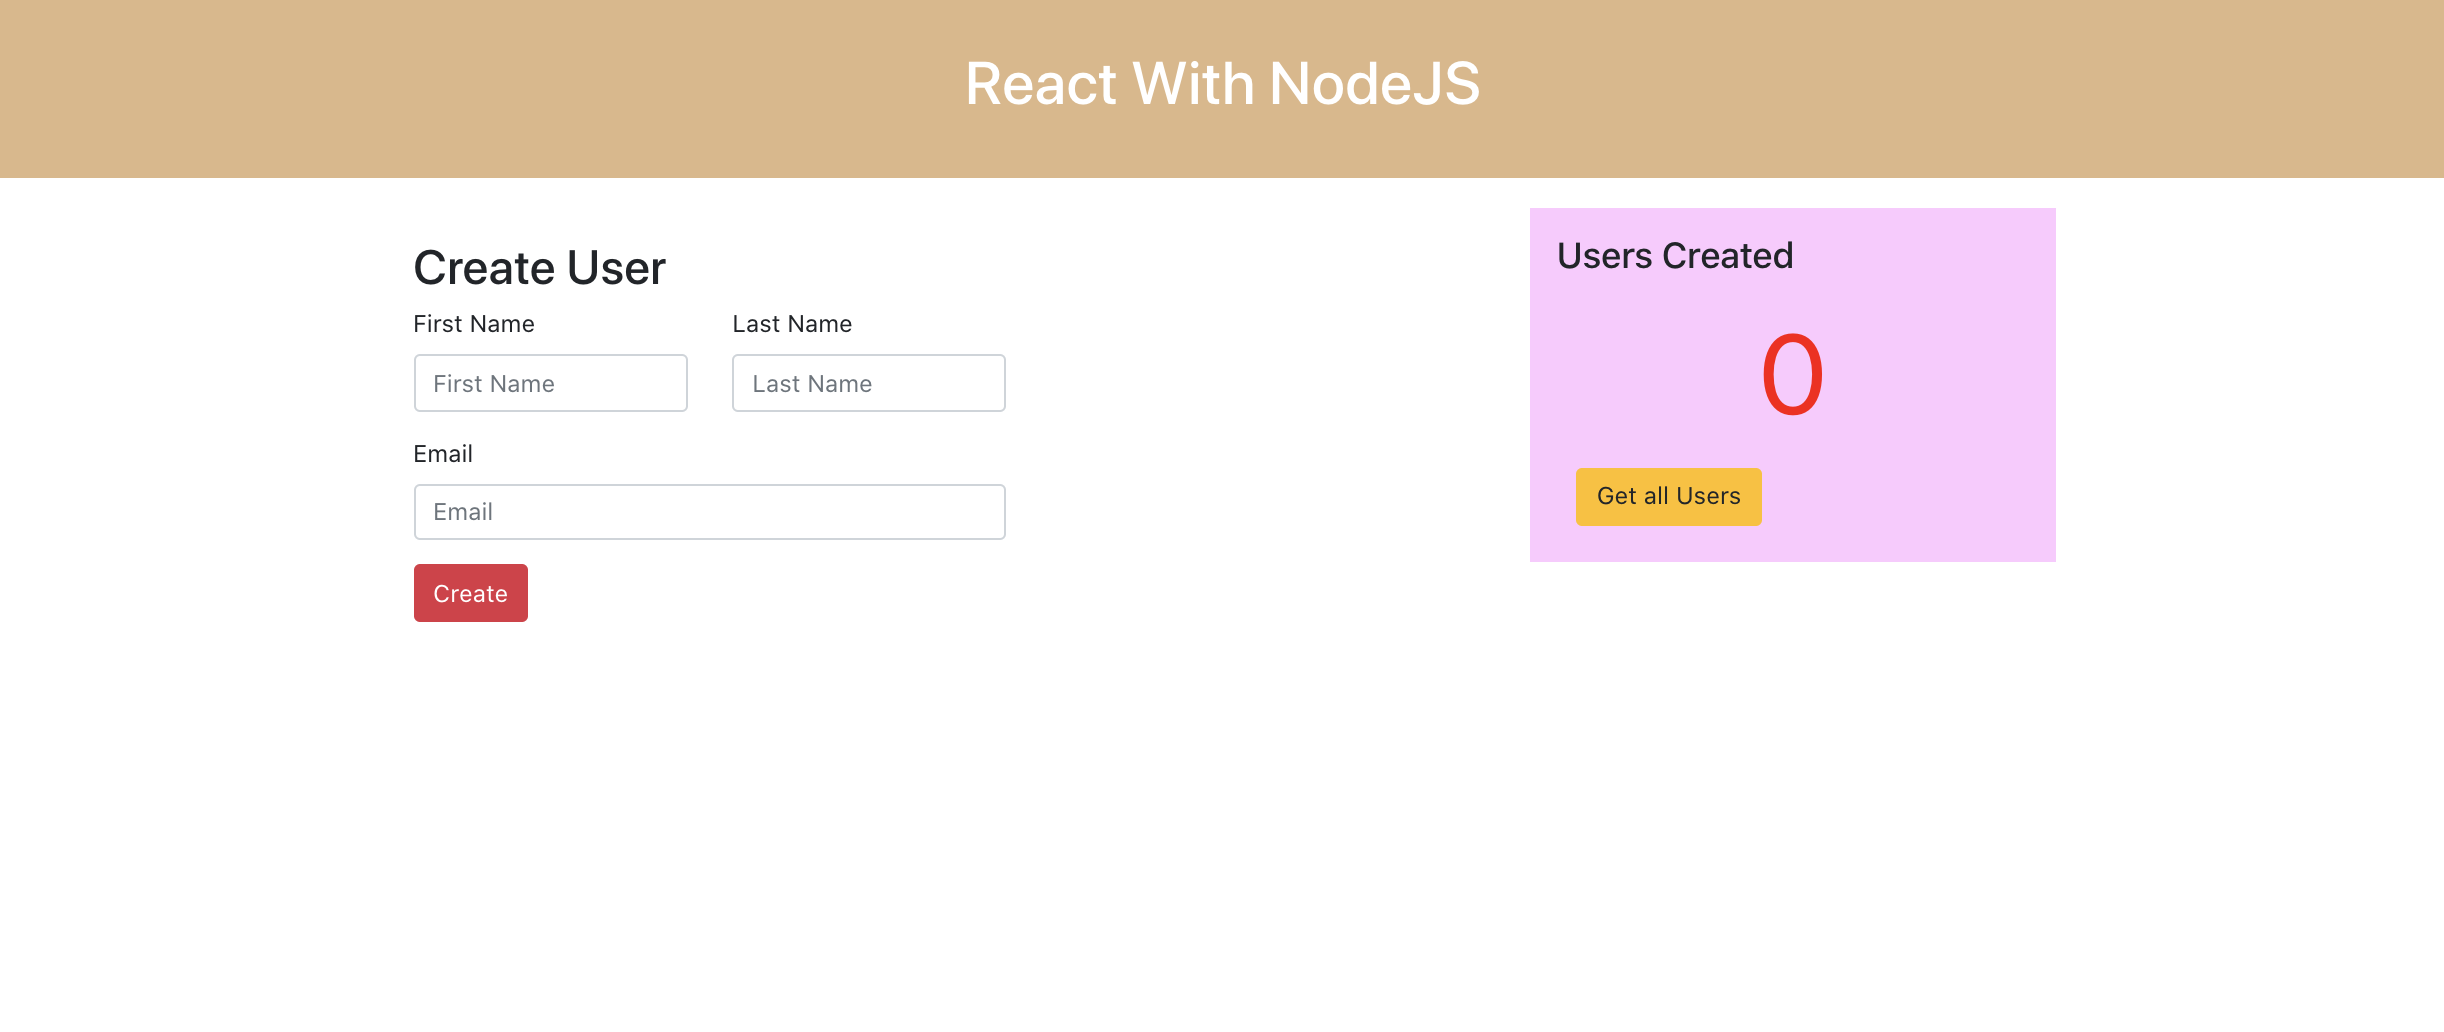 React With NodeJS
Create User
First Name
Last Name
First Name
Last Name
Email
Email
Create
Users Created
0
Get all Users